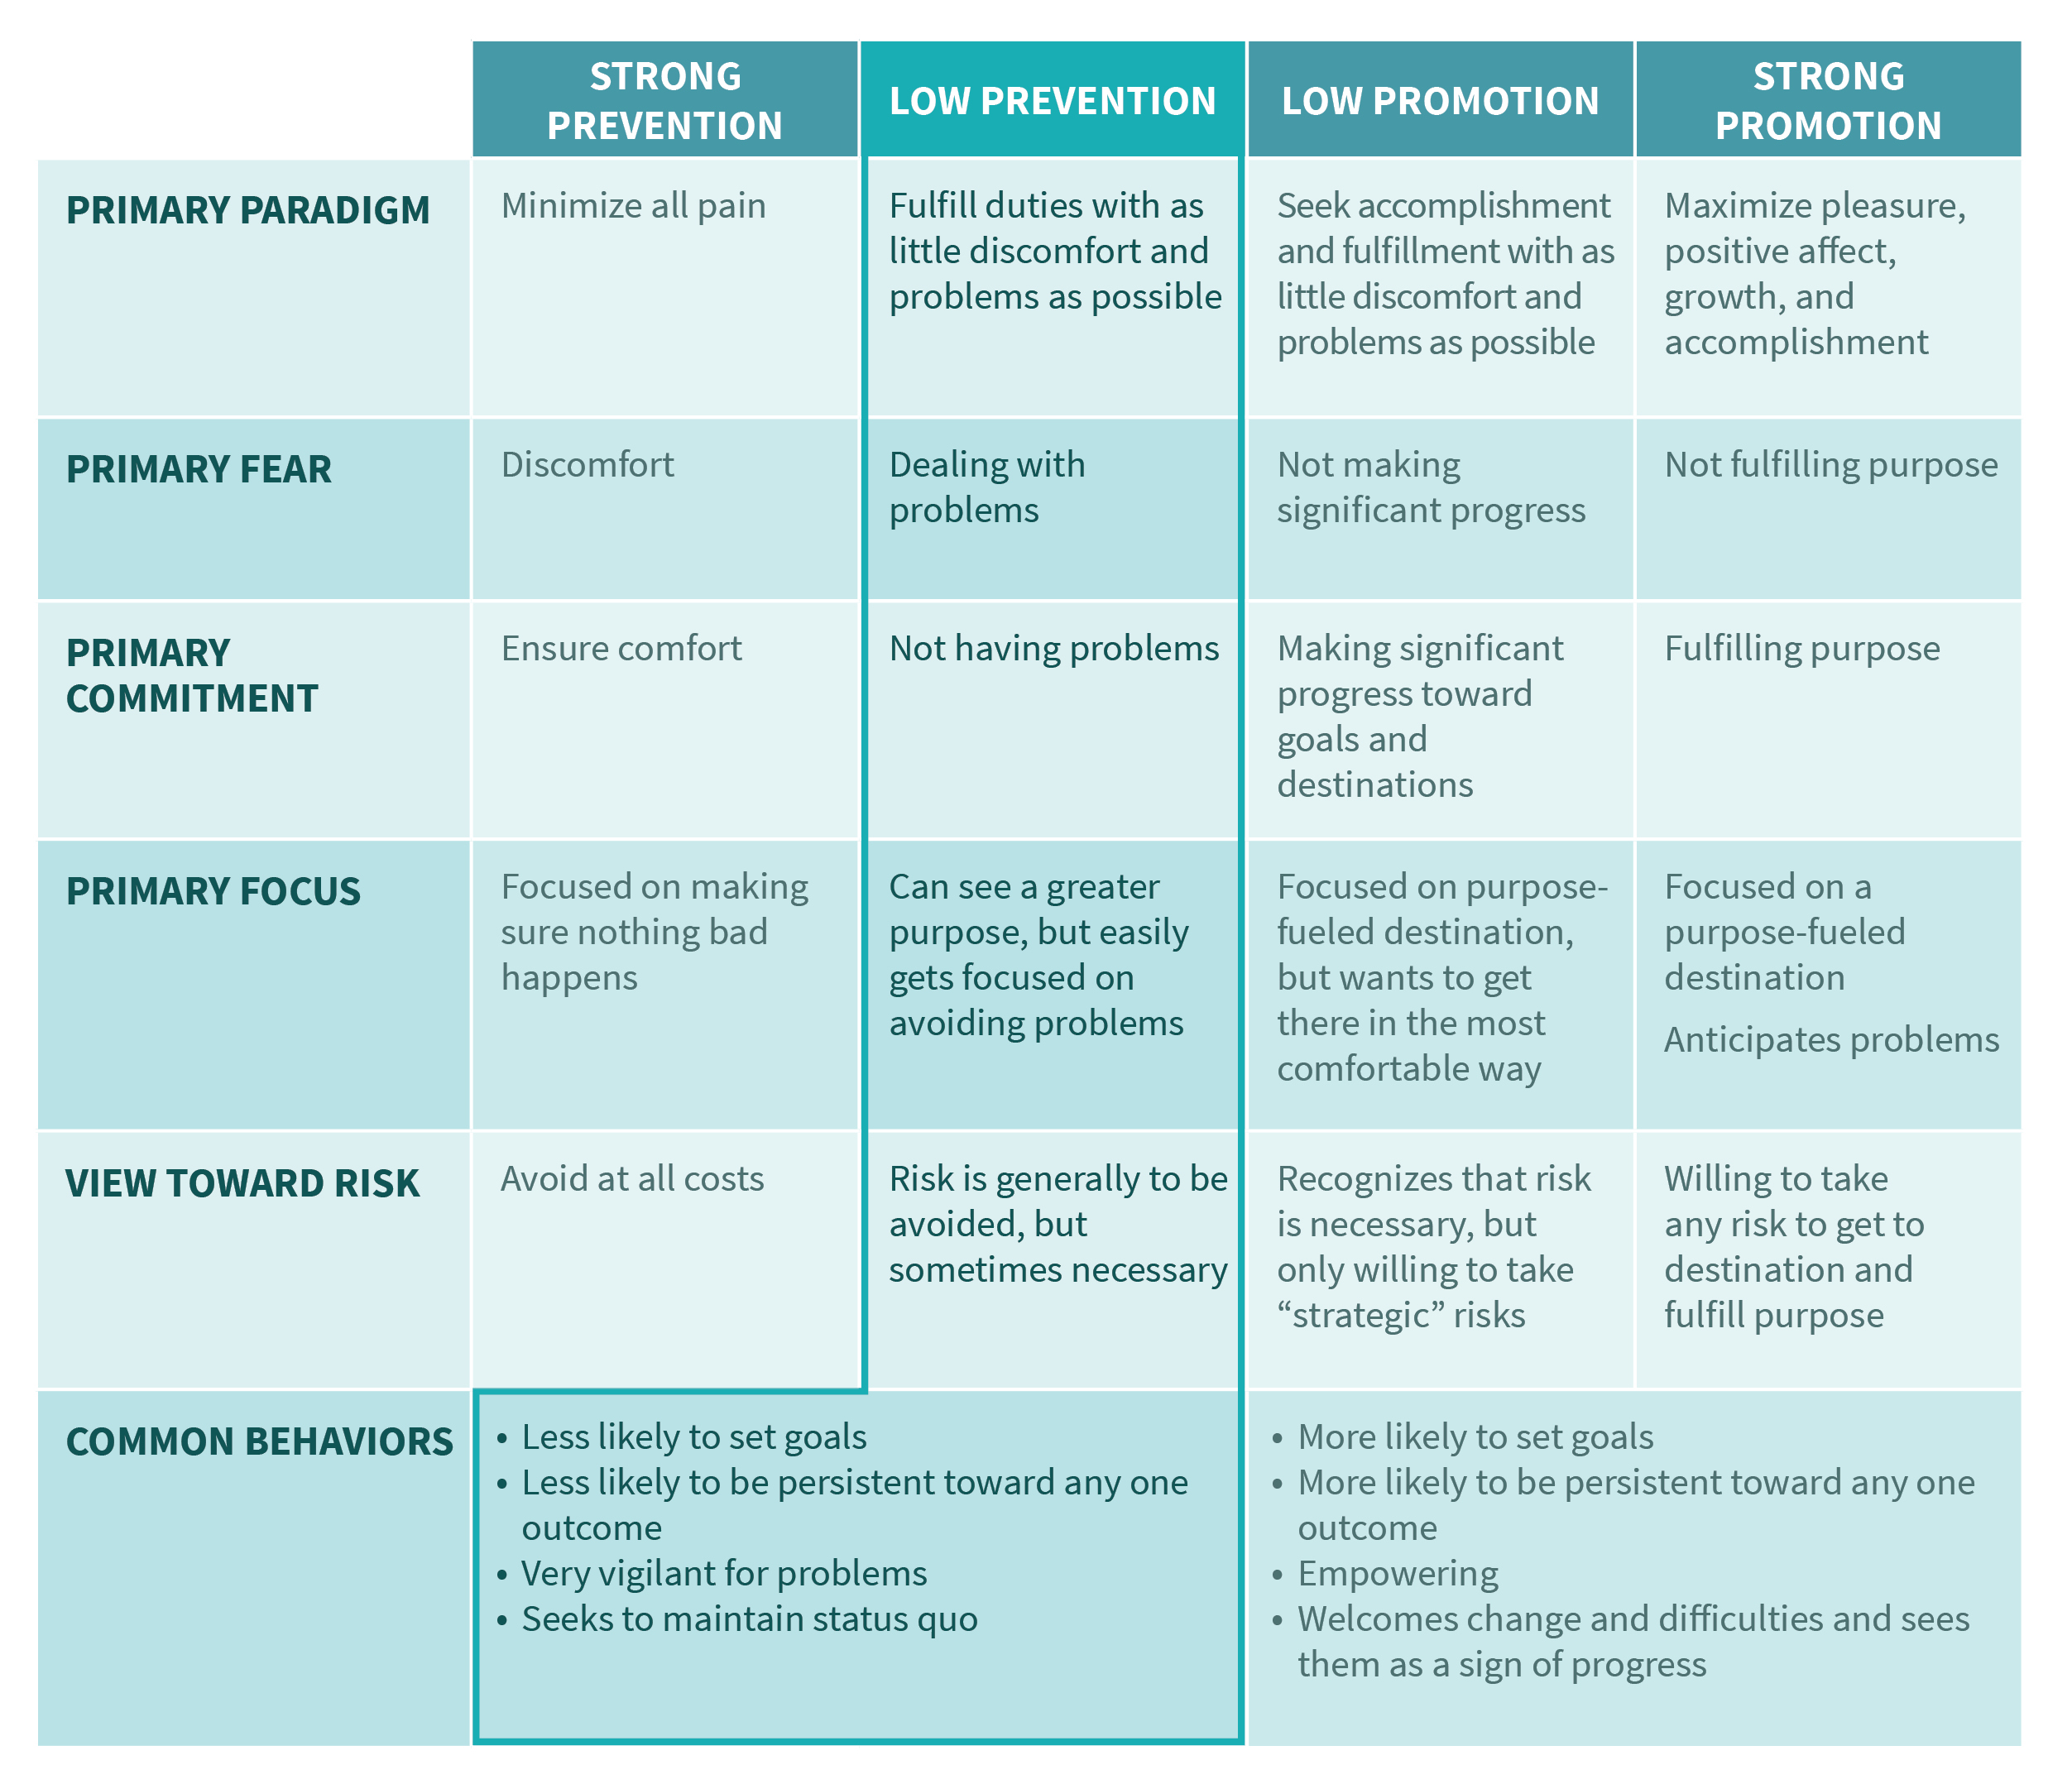 STRONG
PREVENTION
LOW PREVENTION
LOW PROMOTION
STRONG
PROMOTION
PRIMARY PARADIGM
Minimize all pain
Fulfill duties with as
little discomfort and
problems as possible
Seek accomplishment
and fulfillment with as
little discomfort and
problems as possible
Maximize pleasure,
positive affect,
growth, and
accomplishment
PRIMARY FEAR
Discomfort
Dealing with
problems
Not making
significant progress
Not fulfilling purpose
PRIMARY
COMMITMENT
Ensure comfort
Not having problems
Making significant
progress toward
goals and
destinations
Fulfilling purpose
PRIMARY FOCUS
Focused on making
sure nothing bad
happens
Can see a greater
purpose, but easily
gets focused on
avoiding problems
Focused on purpose-
fueled destination,
but wants to get
there in the most
comfortable way
Focused on a
purpose-fueled
destination
Anticipates problems
VIEW TOWARD RISK
Avoid at all costs
Risk is generally to be
avoided, but
sometimes necessary
Recognizes that risk
is necessary, but
only willing to take
“strategic” risks
Willing to take
any risk to get to
destination and
fulfill purpose
COMMON BEHAVIORS
• Less likely to set goals
• Less likely to be persistent toward any one
outcome
• Very vigilant for problems
• Seeks to maintain status quo
• More likely to set goals
• More likely to be persistent toward any one
outcome
• Empowering
• Welcomes change and difficulties and sees
them as a sign of progress